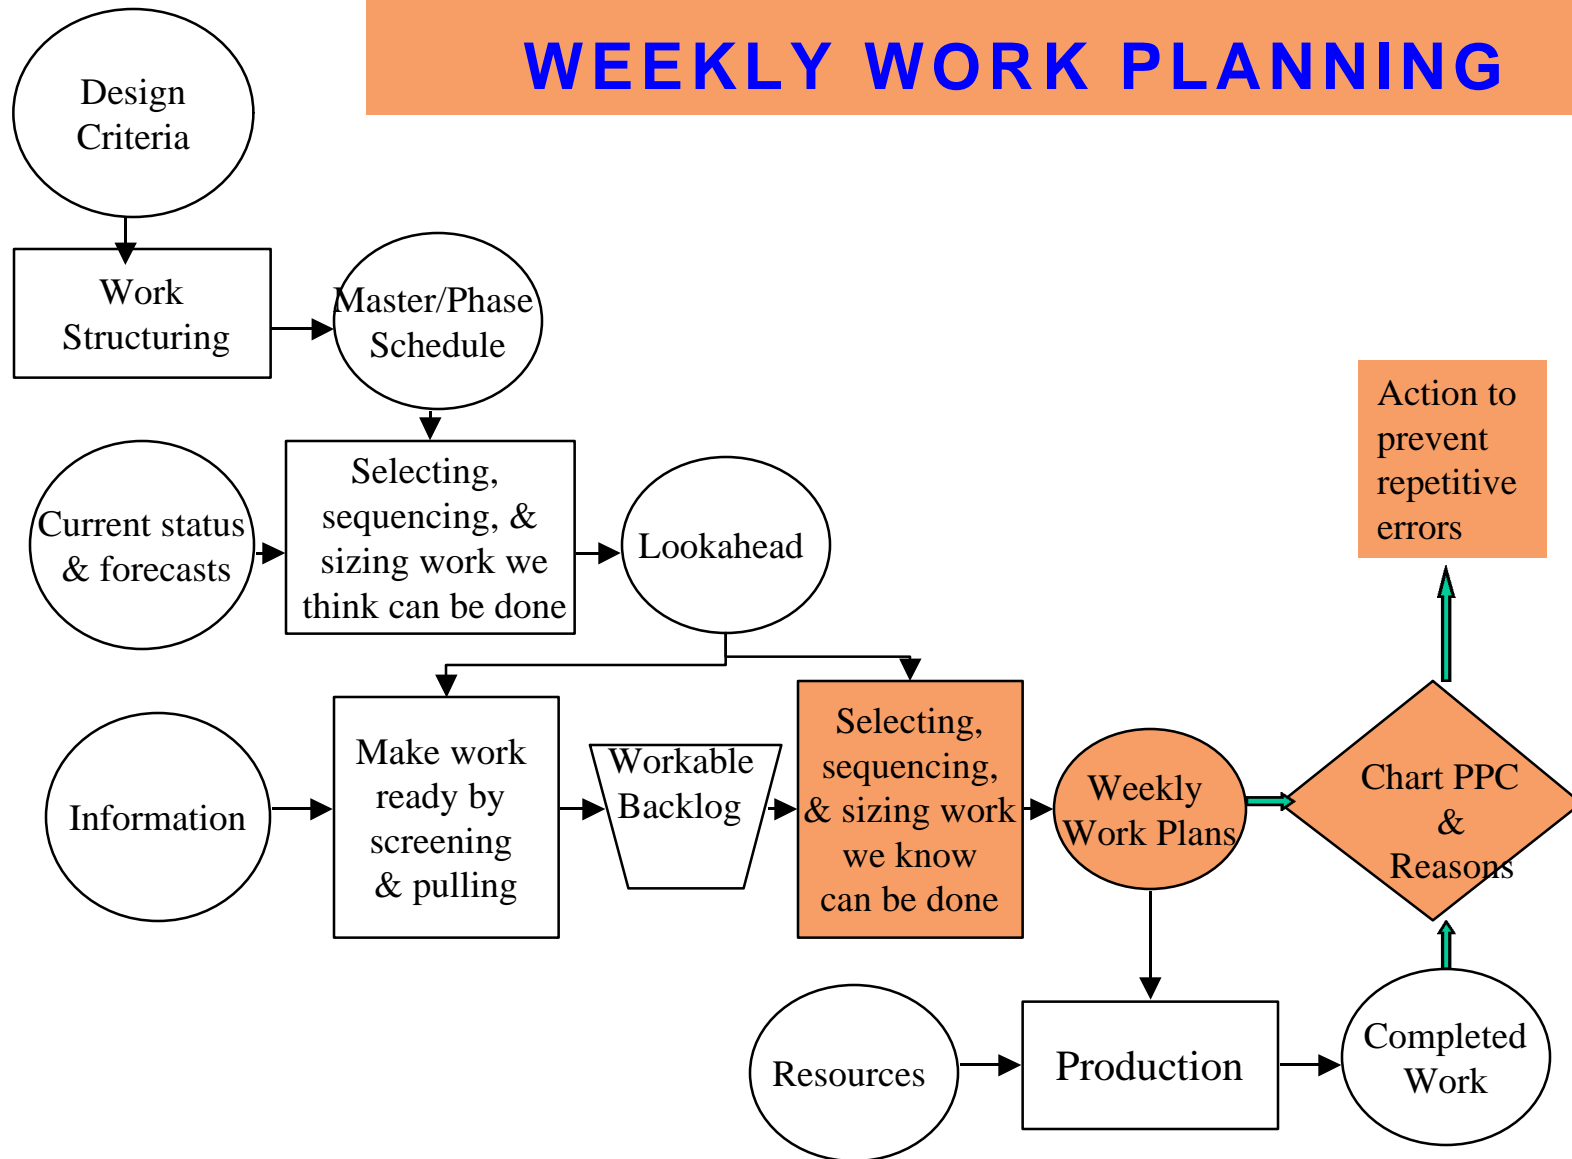 WEEKLY WORK PLANNING
Design
Criteria
Work
Structuring
Master/Phase
Schedule
Current status
& forecasts
Selecting,
sequencing, &
sizing work we
think can be done
Lookahead
Action to
prevent
repetitive
errors
Information
Make work
ready by
screening
& pulling
Workable
Backlog
Selecting,
sequencing,
& sizing work
we know
can be done
Weekly
Work Plans
Chart PPC
&
Reasons
Resources
Production
Completed
Work